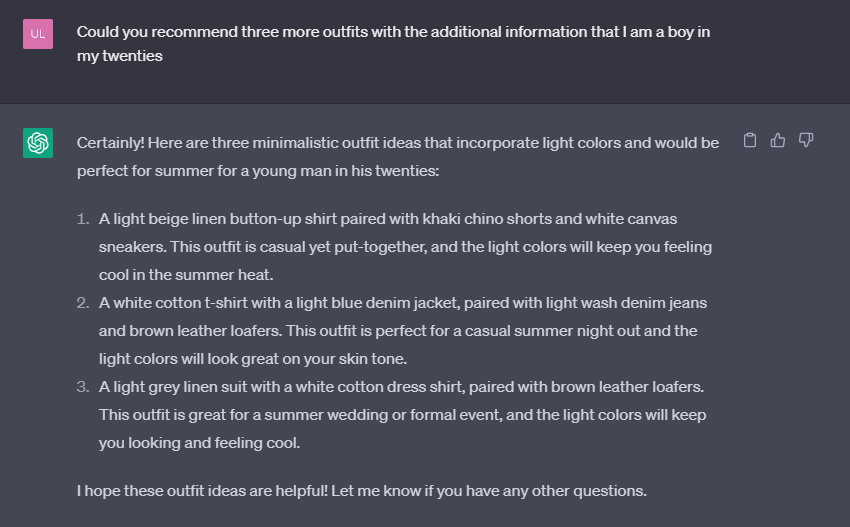 UL
Could you recommend three more outfits with the additional information that I am a boy in
my twenties
Certainly! Here are three minimalistic outfit ideas that incorporate light colors and would be
perfect for summer for a young man in his twenties:
1. A light beige linen button-up shirt paired with khaki chino shorts and white canvas
sneakers. This outfit is casual yet put-together, and the light colors will keep you feeling
cool in the summer heat.
2. A white cotton t-shirt with a light blue denim jacket, paired with light wash denim jeans
and brown leather loafers. This outfit is perfect for a casual summer night out and the
light colors will look great on your skin tone.
3. A light grey linen suit with a white cotton dress shirt, paired with brown leather loafers.
This outfit is great for a summer wedding or formal event, and the light colors will keep
you looking and feeling cool.
I hope these outfit ideas are helpful! Let me know if you have any other questions.